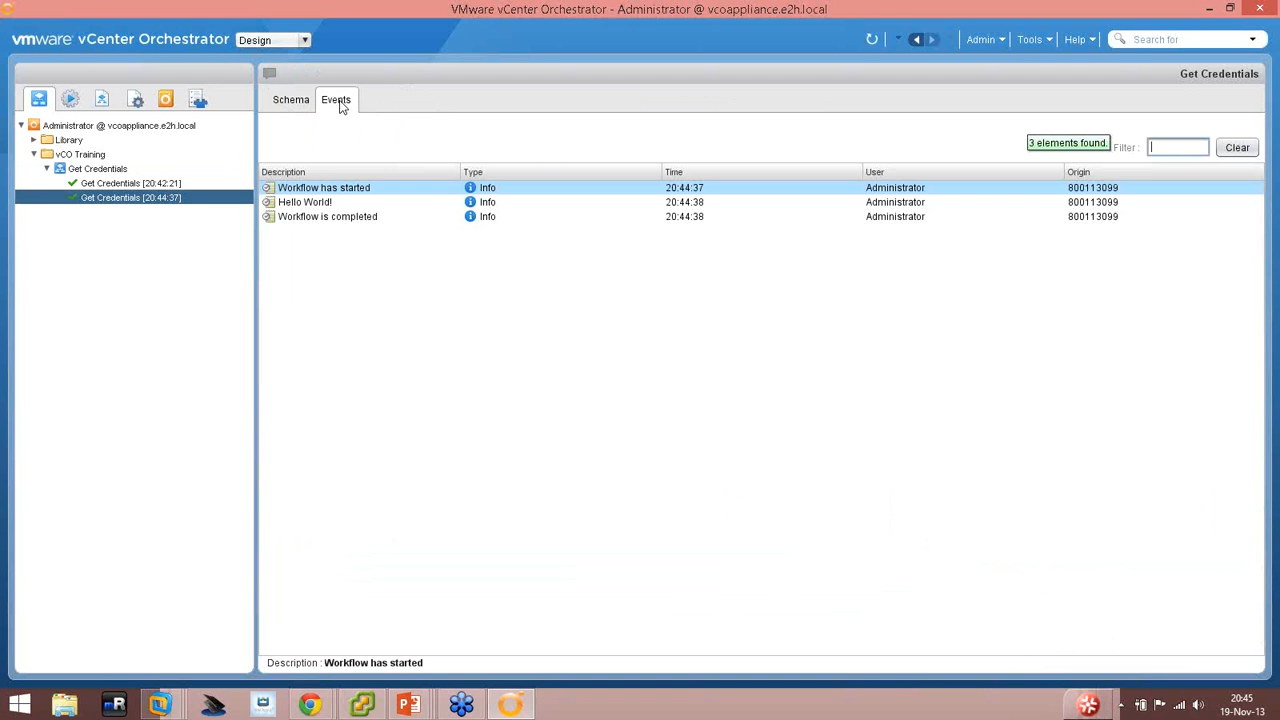 VMware vCenter Orchestrator - Administrator @ vcoappliance.e2h.local
vmware vCenter Orchestrator Design Admin Tools Help Search for
Get Credentials
Schema Events
Administrator @ vcoappliance.e2h.local
Library
vCO Training
Get Credentials
Get Credentials [20:42:21]
Get Credentials [20:44:37]
3 elements found. Filter : Clear
Description Type Time User Origin
Workflow has started Info 20:44:37 Administrator 800113099
Hello World! Info 20:44:38 Administrator 800113099
Workflow is completed Info 20:44:38 Administrator 800113099
Description : Workflow has started
mR
20:45
19-Nov-13